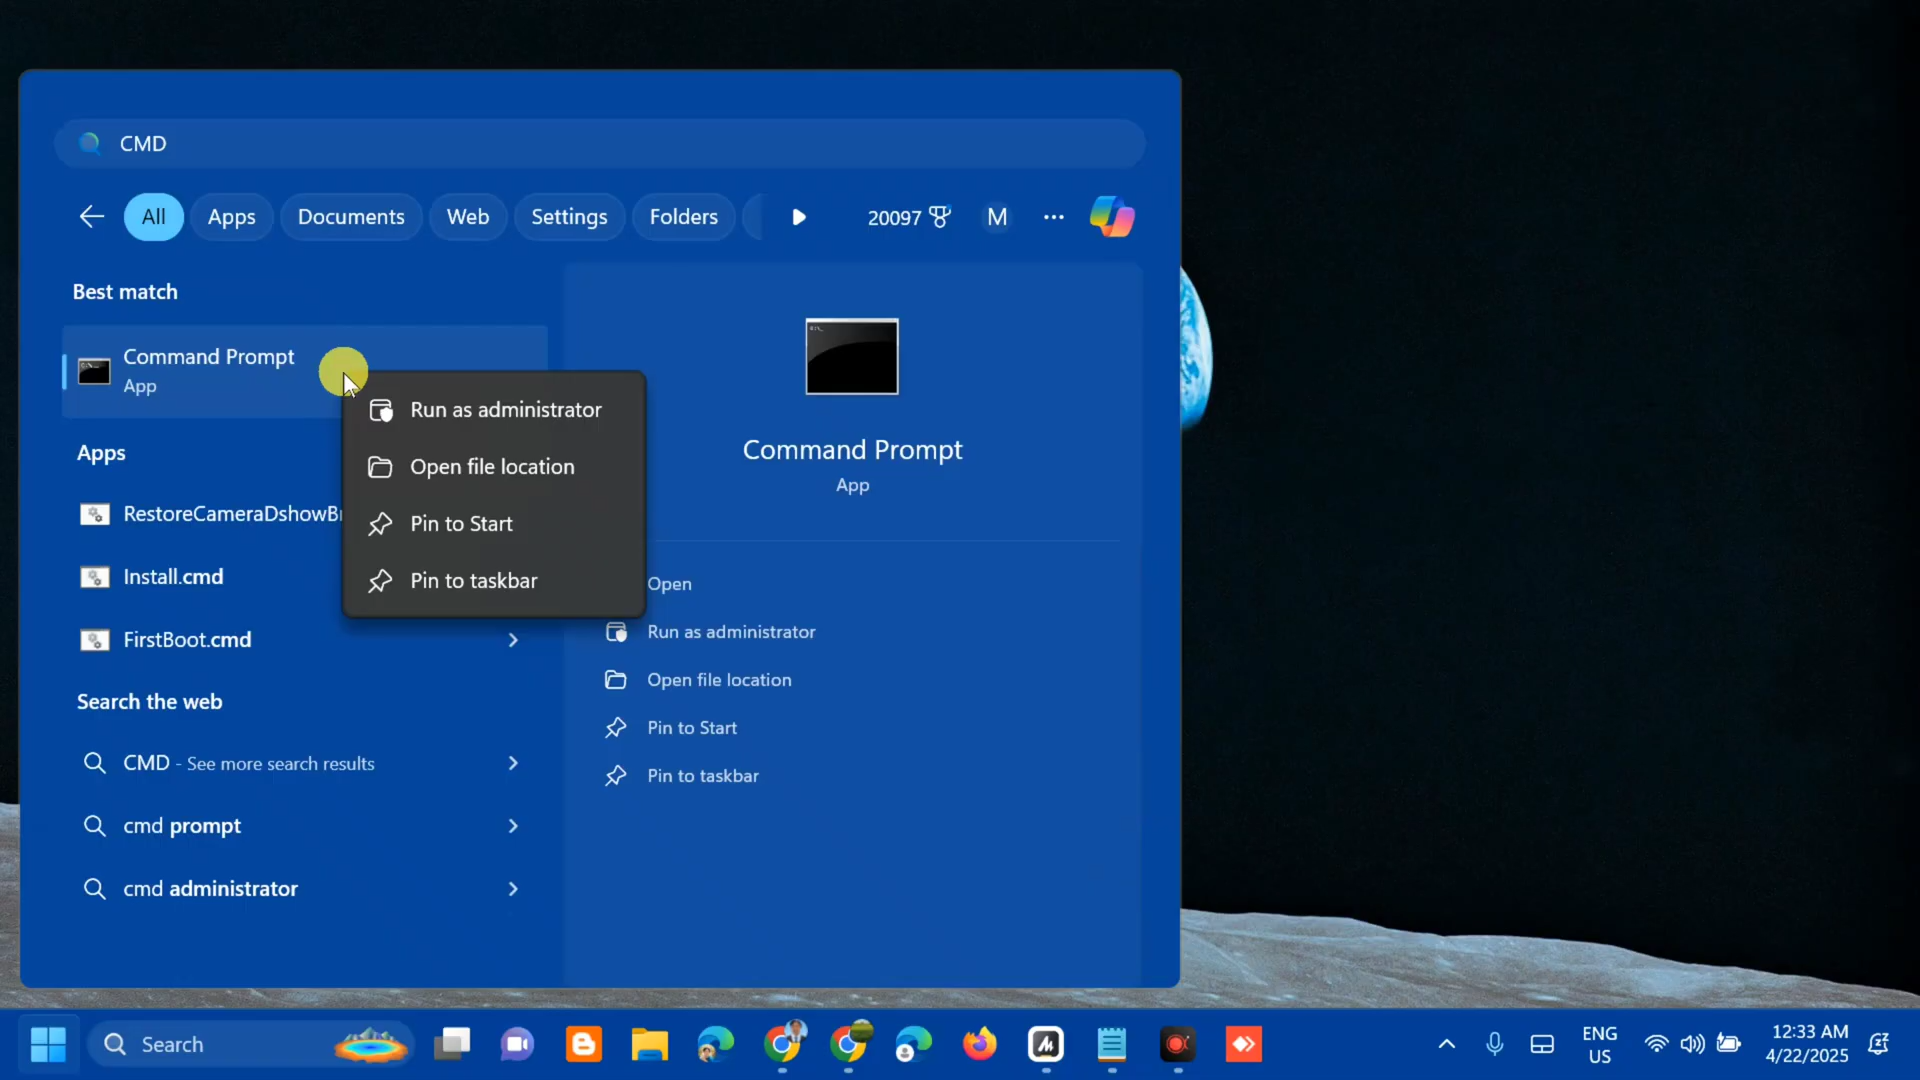 CMD
All
Apps
Documents
Web
Settings
Folders
20097
M
Best match
Command Prompt
App
Run as administrator
Open file location
Pin to Start
Pin to taskbar
Apps
RestoreCameraDshowBr
Install.cmd
FirstBoot.cmd
Search the web
CMD - See more search results
cmd prompt
cmd administrator
Command Prompt
App
Open
Run as administrator
Open file location
Pin to Start
Pin to taskbar
Search
ENG
US
12:33 AM
4/22/2025